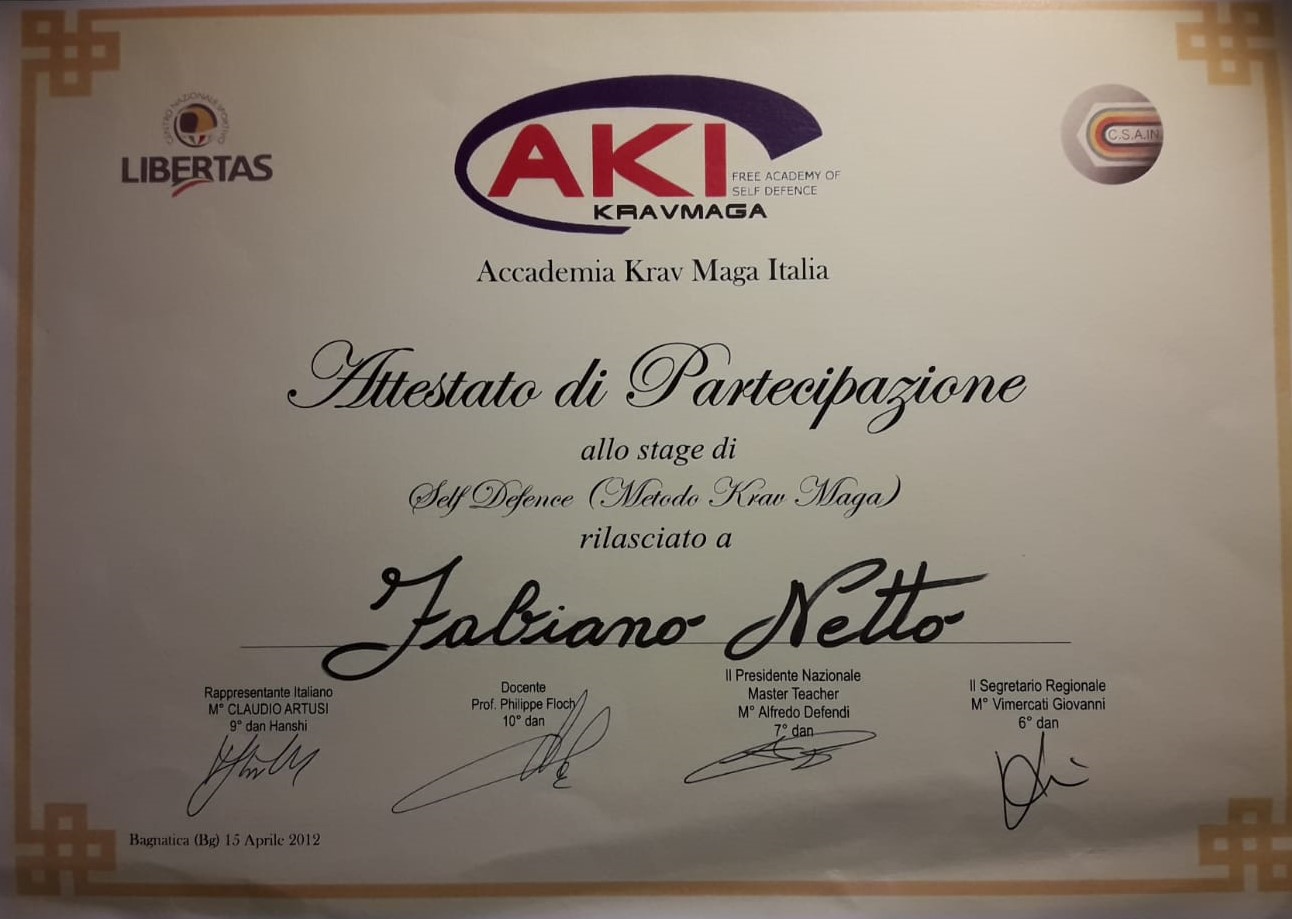 CENTRO NAZIONALE SPORTIVO
LIBERTAS
AKI
FREE ACADEMY OF
SELF DEFENCE
KRAVMAGA
C.S.A.IN.
Accademia Krav Maga Italia
Attestato di Partecipazione
allo stage di
Self Defence (Metodo Krav Maga)
rilasciato a
Fabiano Netto
Rappresentante Italiano
M° CLAUDIO ARTUSI
9° dan Hanshi
Docente
Prof. Philippe Floch
10° dan
Il Presidente Nazionale
Master Teacher
M° Alfredo Defendi
7° dan
Il Segretario Regionale
M° Vimercati Giovanni
6° dan
Bagnatica (Bg) 15 Aprile 2012